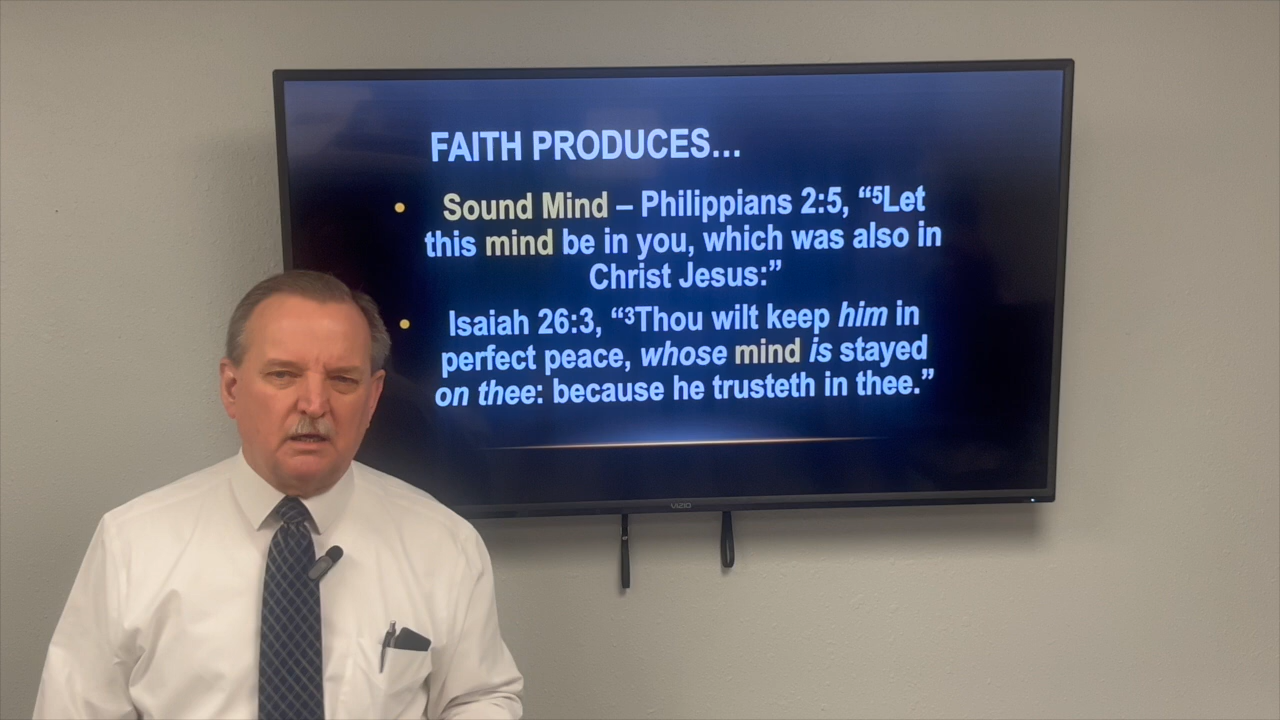 FAITH PRODUCES...
• Sound Mind – Philippians 2:5, “⁵Let
this mind be in you, which was also in
Christ Jesus:”
• Isaiah 26:3, “³Thou wilt keep him in
perfect peace, whose mind is stayed
on thee: because he trusteth in thee.”
VIZIO